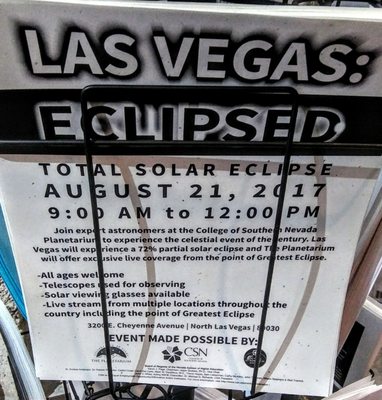 LAS VEGAS:
ECLIPSED
TOTAL SOLAR ECLIPSE
AUGUST 21, 2017
9:00 AM to 12:00 PM
Join expert astronomers at the College of Southern Nevada
Planetarium to experience the celestial event of the century. Las
Vegas will experience a 72% partial solar eclipse and The Planetarium
will offer exclusive live coverage from the point of Greatest Eclipse.
-All ages welcome
-Telescopes used for observing
-Solar viewing glasses available
-Live stream from multiple locations throughout the
country including the point of Greatest Eclipse
3200 E. Cheyenne Avenue | North Las Vegas | 89030
EVENT MADE POSSIBLE BY:
THE PLANETARIUM
CSN